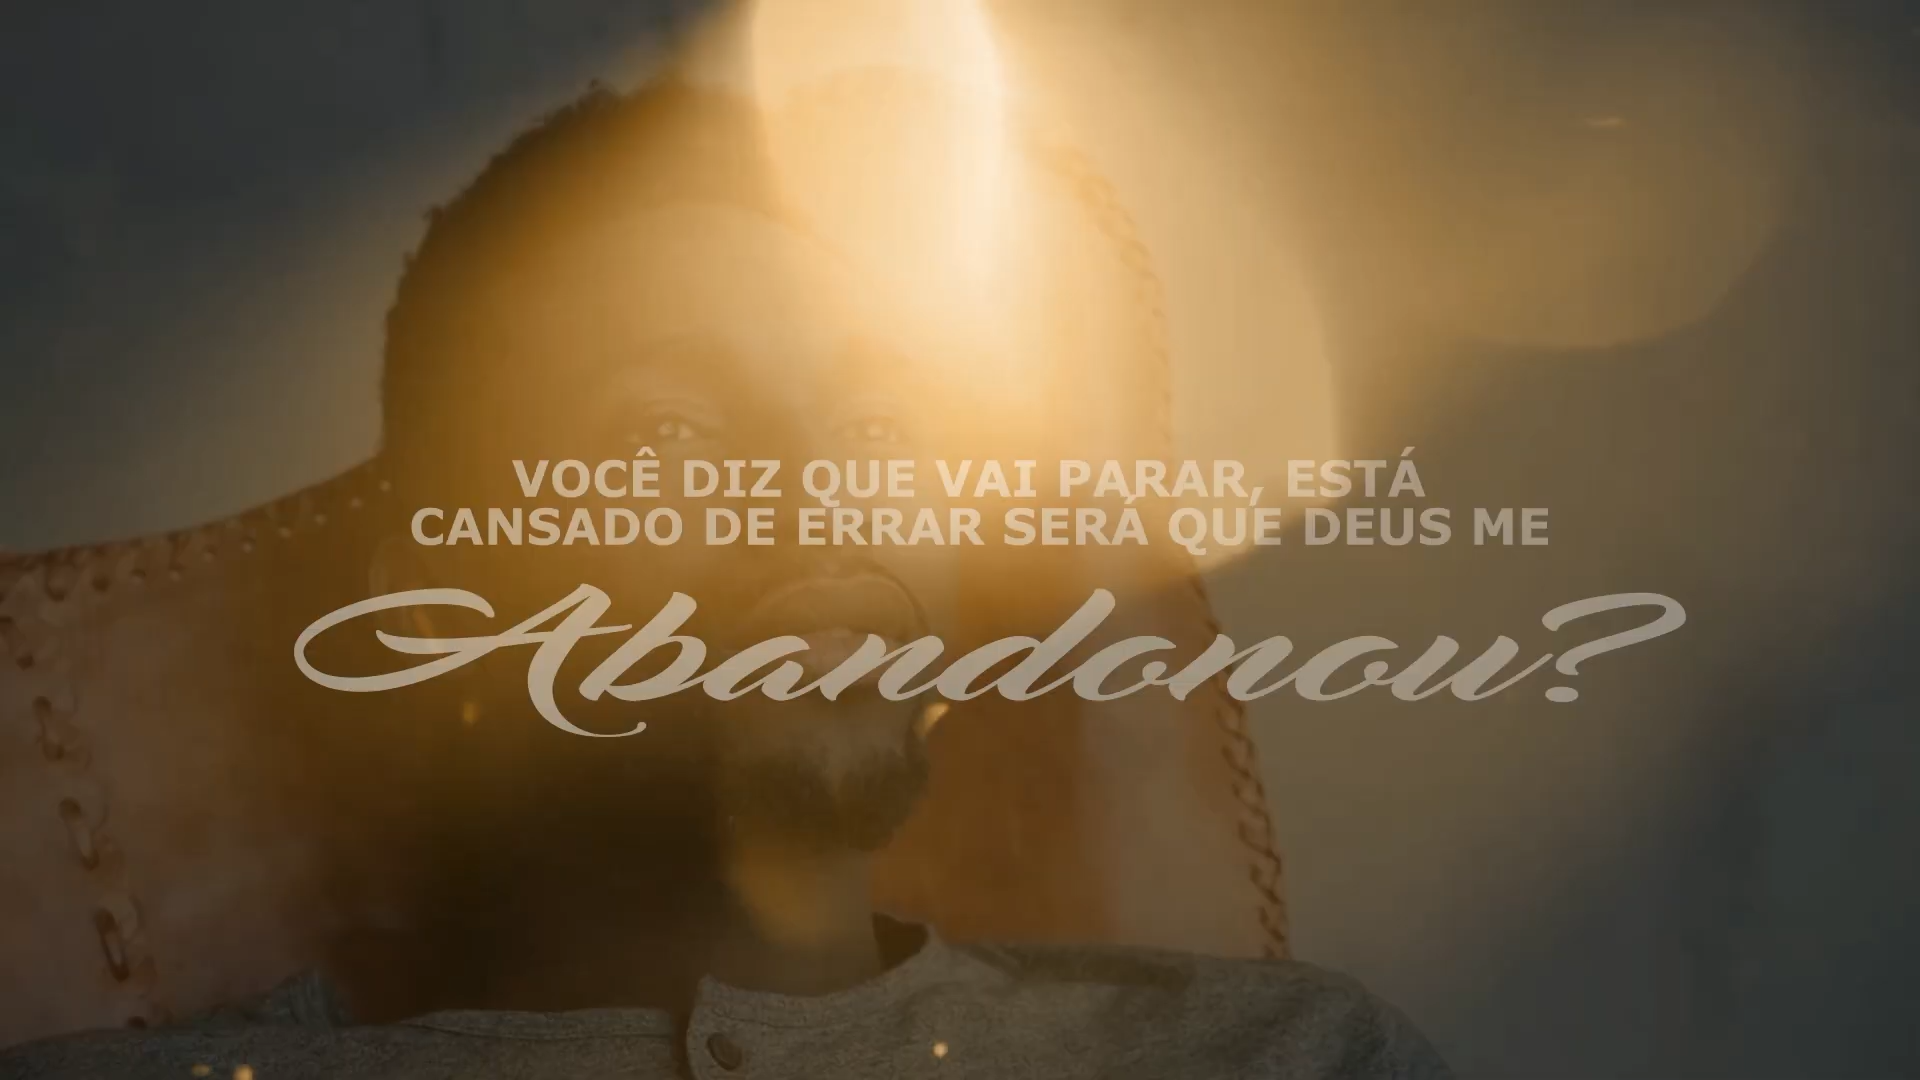 VOCÊ DIZ QUE VAI PARAR, ESTÁ
CANSADO DE ERRAR SERÁ QUE DEUS ME
Abandonou?